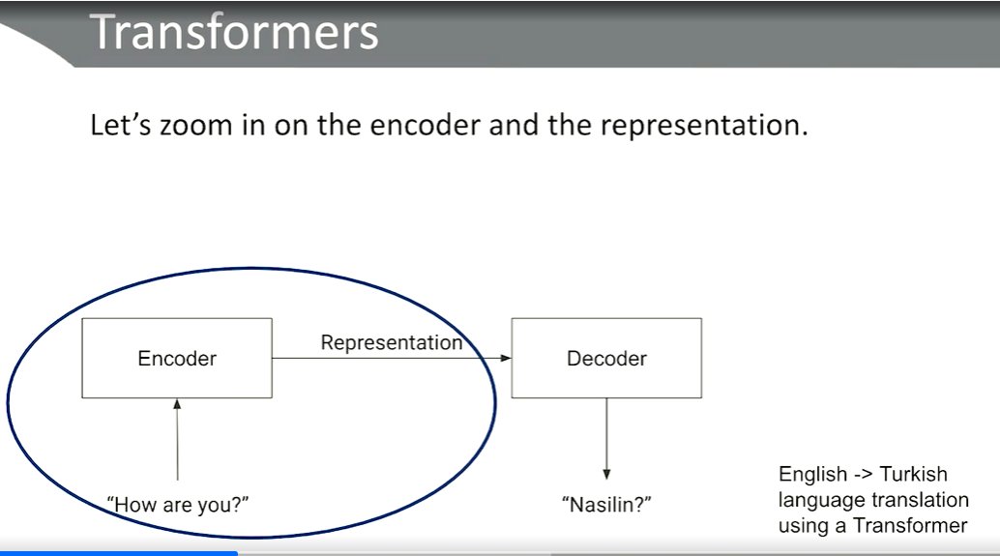 Transformers
Let’s zoom in on the encoder and the representation.
Encoder
Representation
Decoder
“How are you?”
“Nasilin?”
English -> Turkish
language translation
using a Transformer